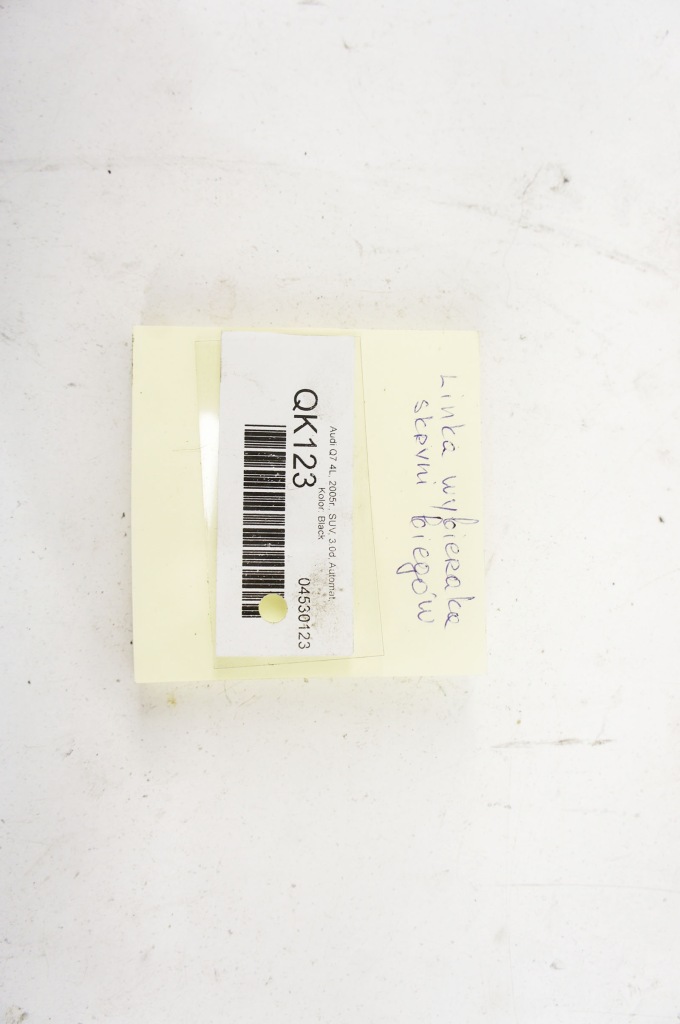 Linka wybieraka
skrzyni biegów
Audi Q7 4L, 2005r., SUV, 3.0d, Automat,
Kolor: Black
QK123
04530123